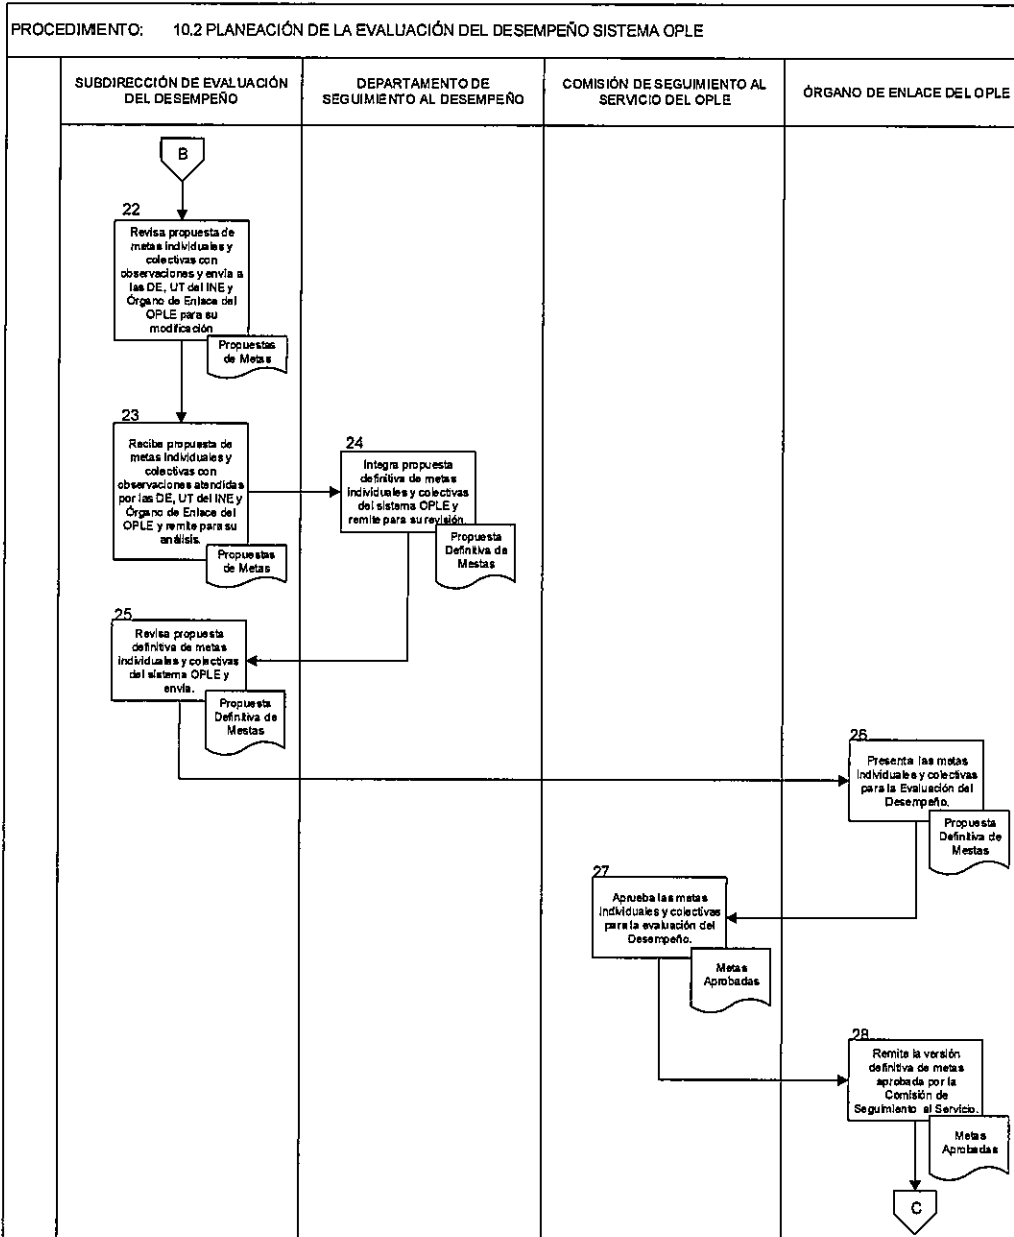 PROCEDIMIENTO: 10.2 PLANEACIÓN DE LA EVALUACIÓN DEL DESEMPEÑO SISTEMA OPLE
SUBDIRECCIÓN DE EVALUACIÓN
DEL DESEMPEÑO
DEPARTAMENTO DE
SEGUIMIENTO AL DESEMPEÑO
COMISIÓN DE SEGUIMIENTO AL
SERVICIO DEL OPLE
ÓRGANO DE ENLACE DEL OPLE
B
22
Revisa propuesta de
metas individuales y
colectivas con
observaciones y envía a
las DE, UT del INE y
Órgano de Enlace del
OPLE para su
modificación
Propuestas
de Metas
23
Recibe propuesta de
metas individuales y
colectivas con
observaciones atendidas
por las DE, UT del INE y
Órgano de Enlace del
OPLE y remite para su
análisis.
Propuestas
de Metas
24
Integra propuesta
definitiva de metas
individuales y colectivas
del sistema OPLE y
remite para su revisión.
Propuesta
Definitiva de
Mestas
25
Revisa propuesta
definitiva de metas
individuales y colectivas
del sistema OPLE y
envía.
Propuesta
Definitiva de
Mestas
26
Presenta las metas
individuales y colectivas
para la Evaluación del
Desempeño.
Propuesta
Definitiva de
Mestas
27
Aprueba las metas
individuales y colectivas
para la evaluación del
Desempeño.
Metas
Aprobadas
28
Remite la versión
definitiva de metas
aprobada por la
Comisión de
Seguimiento al Servicio.
Metas
Aprobadas
C